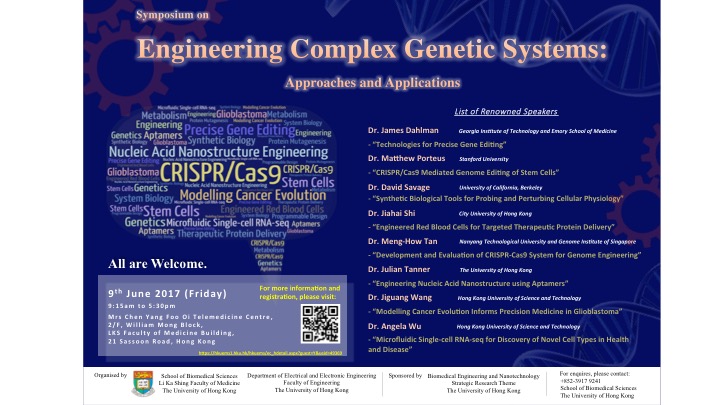 Symposium on
Engineering Complex Genetic Systems:
Approaches and Applications
Microfluidic Single-cell RNA-seq Modelling Cancer Evolution
Metabolism Engineering Glioblastoma Metabolism
Engineering Precise Gene Editing Engineering
Genetics Aptamers Synthetic Biology Protein Mutagenesis
Nucleic Acid Nanostructure Engineering
Glioblastoma CRISPR/Cas9 CRISPR/Cas9
Stem Cells Genetics Stem Cells
System Biology Modelling Cancer Evolution
Stem Cells Engineered Red Blood Cells
Genetics Microfluidic Single-cell RNA-seq Aptamers
Aptamers Therapeutic Protein Delivery Glioblastoma
CRISPR/Cas9
Stem Cells
CRISPR/Cas9
Genetics
Aptamers
All are Welcome.
9th June 2017 (Friday)
9:15am to 5:30pm
Mrs Chen Yang Foo Oi Telemedicine Centre,
2/F, William Mong Block,
LKS Faculty of Medicine Building,
21 Sassoon Road, Hong Kong
For more information and
registration, please visit:
List of Renowned Speakers
Dr. James Dahlman Georgia Institute of Technology and Emory School of Medicine
- "Technologies for Precise Gene Editing"
Dr. Matthew Porteus Stanford University
- "CRISPR/Cas9 Mediated Genome Editing of Stem Cells"
Dr. David Savage University of California, Berkeley
- "Synthetic Biological Tools for Probing and Perturbing Cellular Physiology"
Dr. Jiahai Shi City University of Hong Kong
- "Engineered Red Blood Cells for Targeted Therapeutic Protein Delivery"
Dr. Meng-How Tan Nanyang Technological University and Genome Institute of Singapore
- "Development and Evaluation of CRISPR-Cas9 System for Genome Engineering"
Dr. Julian Tanner The University of Hong Kong
- "Engineering Nucleic Acid Nanostructure using Aptamers"
Dr. Jiguang Wang Hong Kong University of Science and Technology
- "Modelling Cancer Evolution Informs Precision Medicine in Glioblastoma"
Dr. Angela Wu Hong Kong University of Science and Technology
- "Microfluidic Single-cell RNA-seq for Discovery of Novel Cell Types in Health
and Disease"
Organised by
School of Biomedical Sciences
Li Ka Shing Faculty of Medicine
The University of Hong Kong
Department of Electrical and Electronic Engineering
Faculty of Engineering
The University of Hong Kong
Sponsored by
Biomedical Engineering and Nanotechnology
Strategic Research Theme
The University of Hong Kong
For enquires, please contact:
+852-3917 9241
School of Biomedical Sciences
The University of Hong Kong